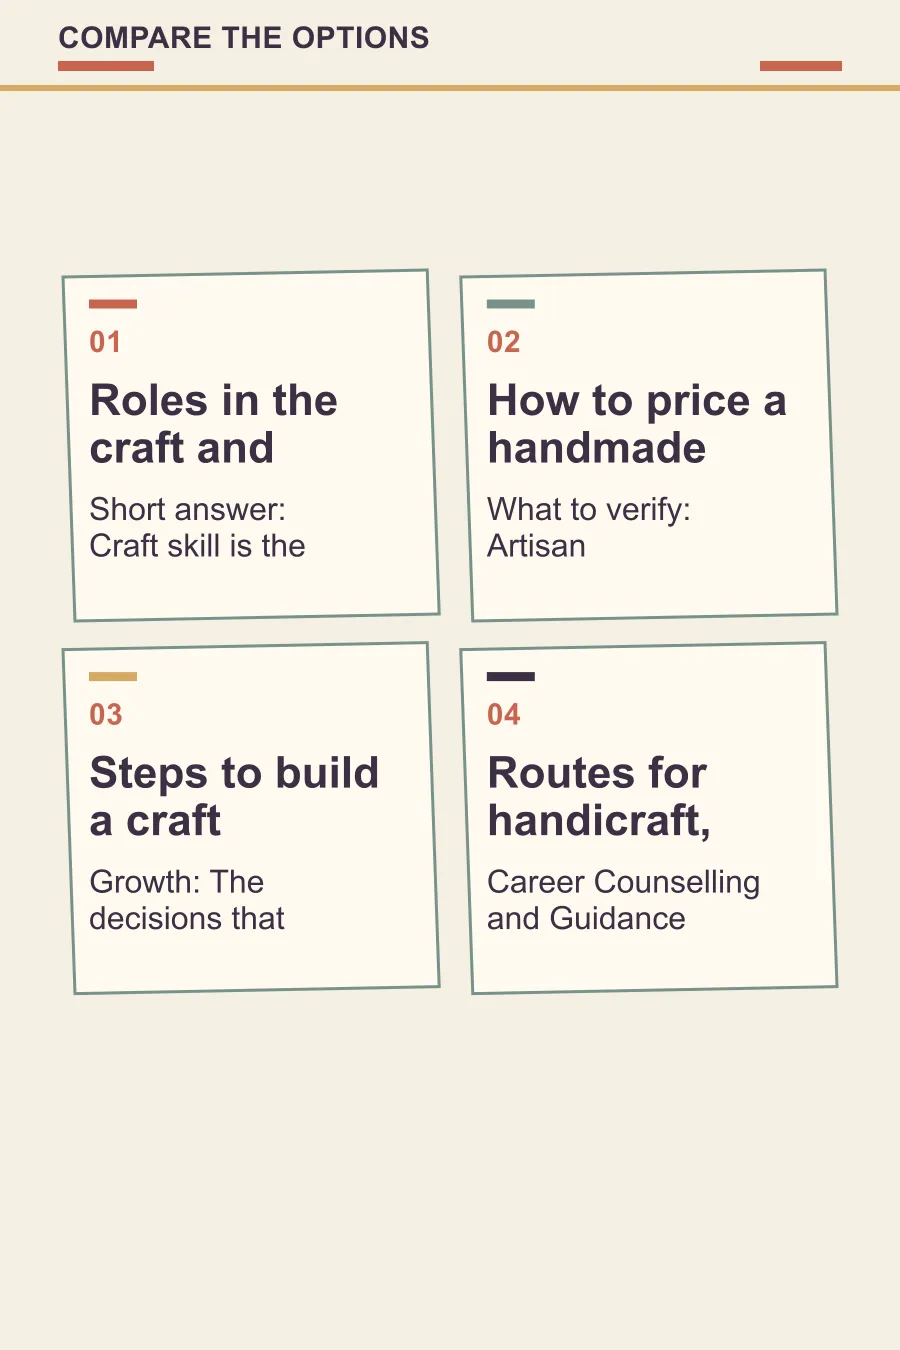 COMPARE THE OPTIONS
01
Roles in the
craft and
Short answer:
Craft skill is the
02
How to price a
handmade
What to verify:
Artisan
03
Steps to build
a craft
Growth: The
decisions that
04
Routes for
handicraft,
Career Counselling
and Guidance